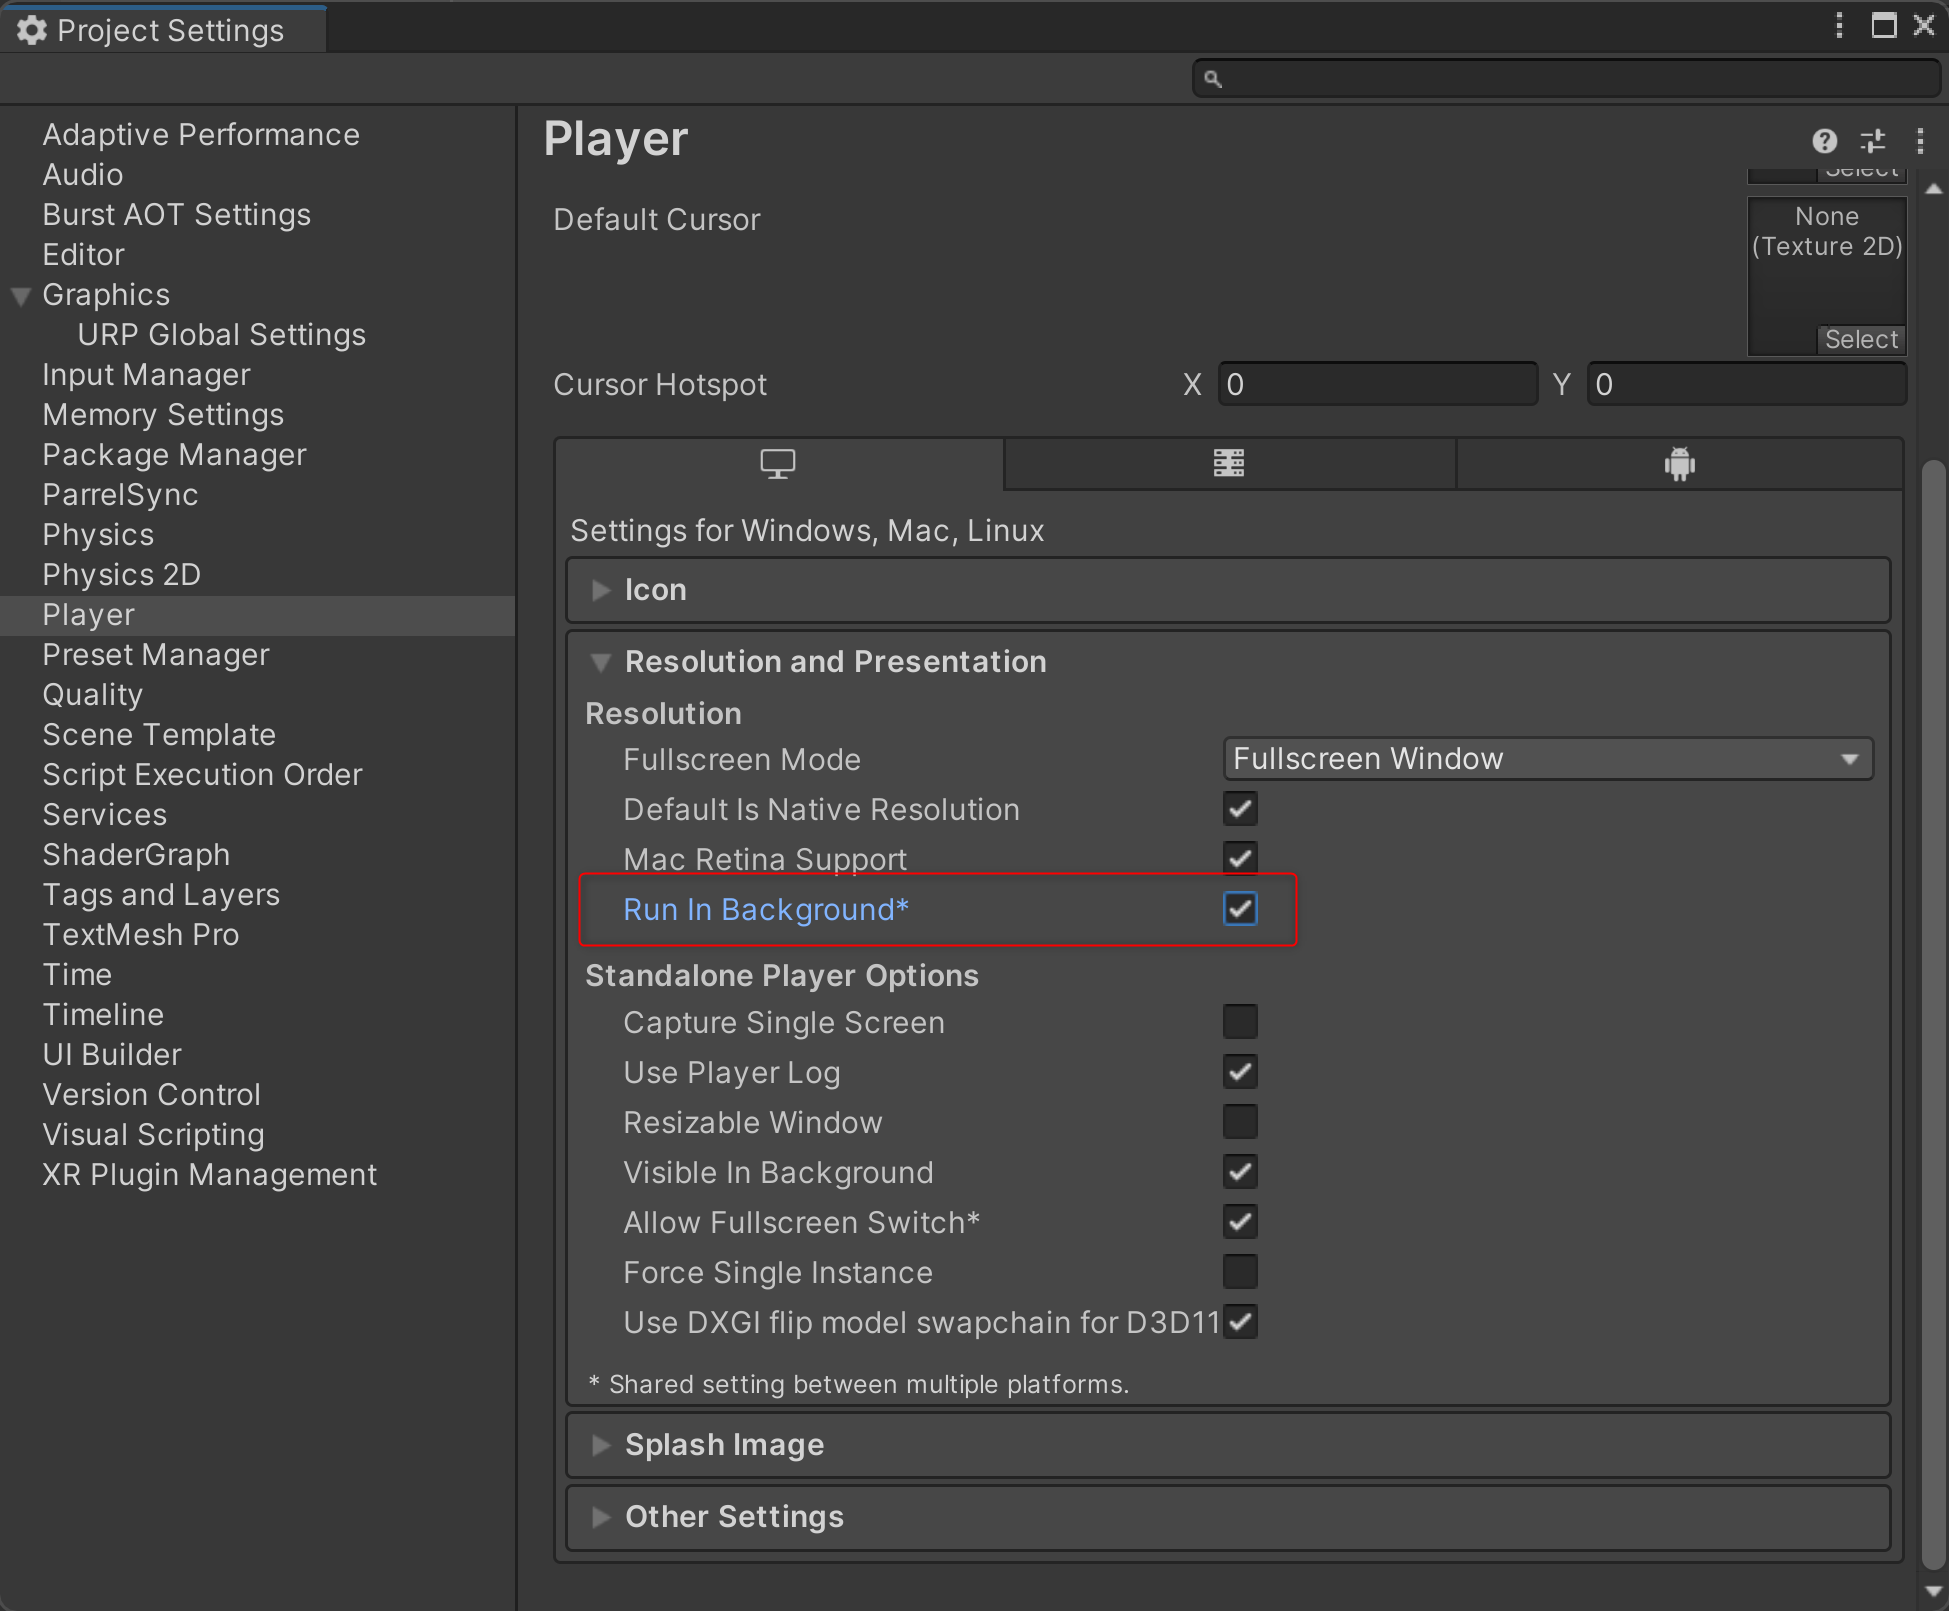 Project Settings
Adaptive Performance
Audio
Burst AOT Settings
Editor
Graphics
URP Global Settings
Input Manager
Memory Settings
Package Manager
ParrelSync
Physics
Physics 2D
Player
Preset Manager
Quality
Scene Template
Script Execution Order
Services
ShaderGraph
Tags and Layers
TextMesh Pro
Time
Timeline
UI Builder
Version Control
Visual Scripting
XR Plugin Management
Player
Select
Default Cursor
None
(Texture 2D)
Select
Cursor Hotspot X 0 Y 0
Settings for Windows, Mac, Linux
Icon
Resolution and Presentation
Resolution
Fullscreen Mode Fullscreen Window
Default Is Native Resolution
Mac Retina Support
Run In Background*
Standalone Player Options
Capture Single Screen
Use Player Log
Resizable Window
Visible In Background
Allow Fullscreen Switch*
Force Single Instance
Use DXGI flip model swapchain for D3D11
* Shared setting between multiple platforms.
Splash Image
Other Settings